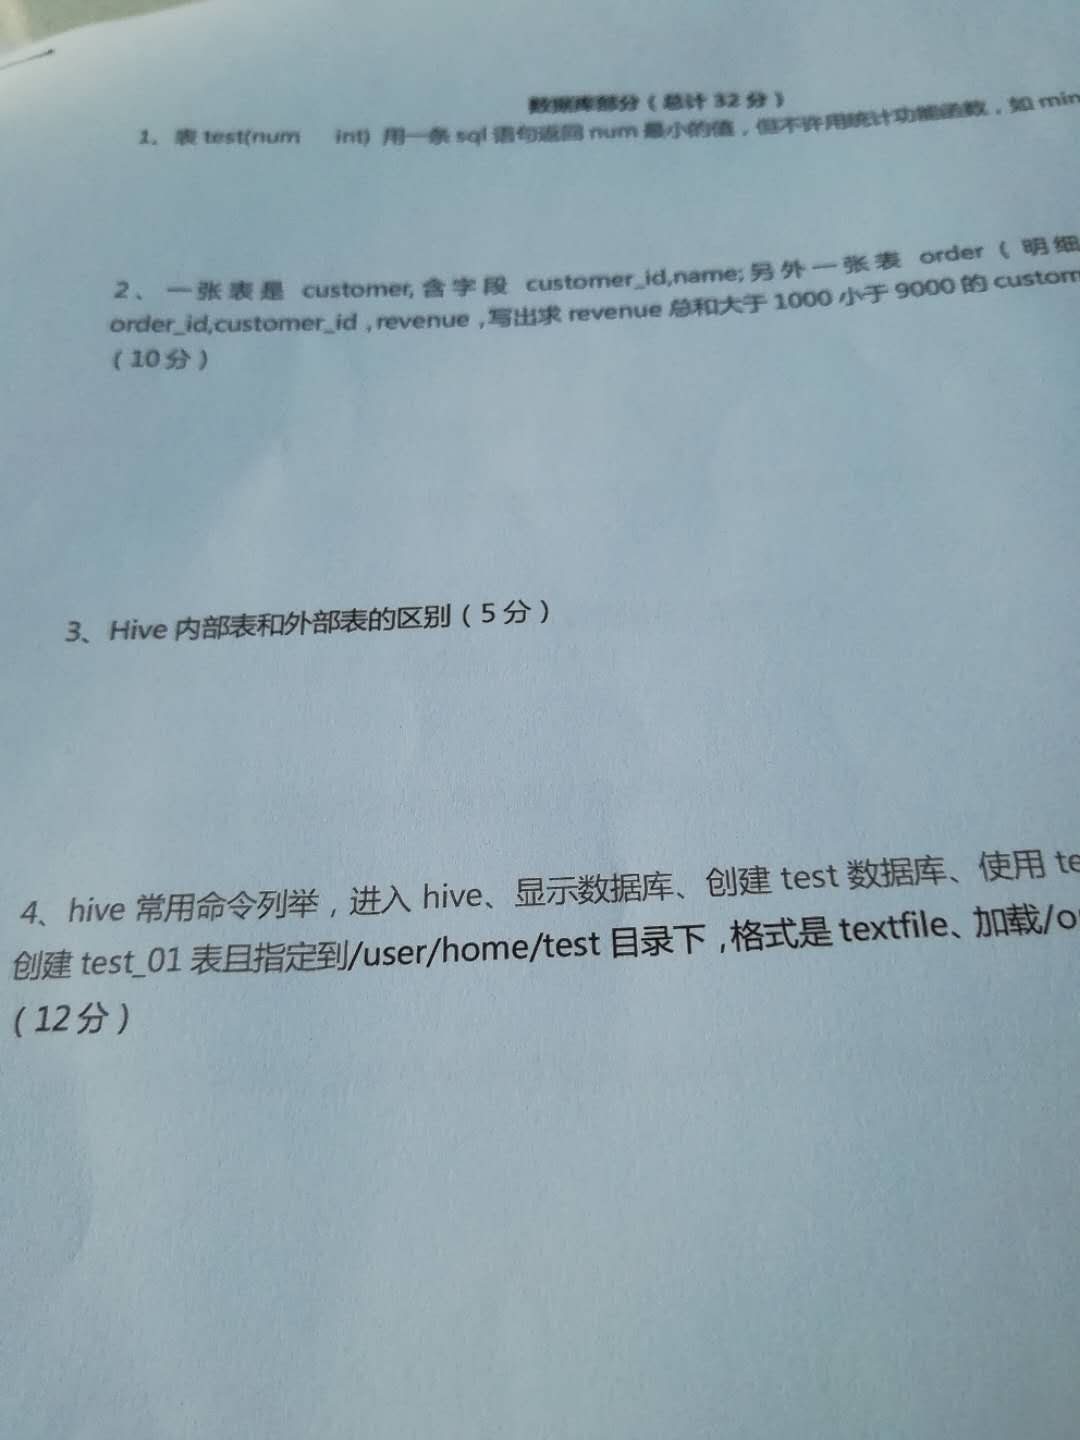 数据库部分（总计 32 分）
1、表 test(num int) 用一条 sql 语句返回 num 最小的值，但不许用统计功能函数，如 min
2、一张表是 customer,含字段 customer_id,name;另外一张表 order（明细
order_id,customer_id ,revenue ,写出求 revenue 总和大于 1000 小于 9000 的 custom
（10 分）
3、Hive 内部表和外部表的区别（5 分）
4、hive 常用命令列举，进入 hive、显示数据库、创建 test 数据库、使用 te
创建 test_01 表且指定到/user/home/test 目录下 ,格式是 textfile、加载/o
（12 分）